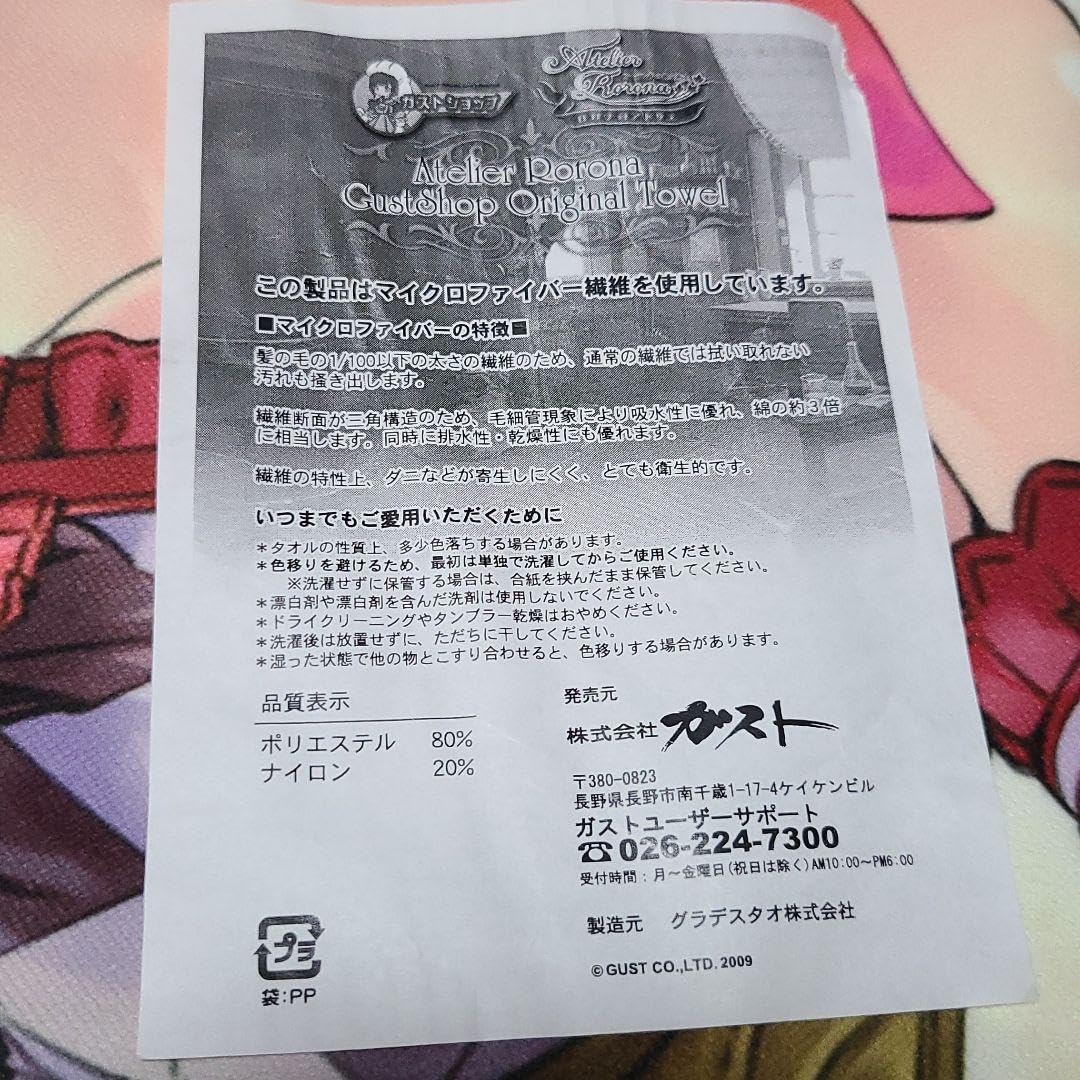 ガストショップ
Atelier
Rorona
Atelier Rorona
GustShop Original Towel
この製品はマイクロファイバー繊維を使用しています。
■マイクロファイバーの特徴■
髪の毛の1/100以下の太さの繊維のため、通常の繊維では拭い取れない
汚れも掻き出します。
繊維断面が三角構造のため、毛細管現象により吸水性に優れ、綿の約3倍
に相当します。同時に排水性・乾燥性にも優れます。
繊維の特性上、ダニなどが寄生しにくく、とても衛生的です。
いつまでもご愛用いただくために
*タオルの性質上、多少色落ちする場合があります。
*色移りを避けるため、最初は単独で洗濯してからご使用ください。
※洗濯せずに保管する場合は、合紙を挟んだまま保管してください。
*漂白剤や漂白剤を含んだ洗剤は使用しないでください。
*ドライクリーニングやタンブラー乾燥はおやめください。
*洗濯後は放置せずに、ただちに干してください。
*湿った状態で他の物とこすり合わせると、色移りする場合があります。
品質表示
ポリエステル 80%
ナイロン 20%
発売元
株式会社ガスト
〒380-0823
長野県長野市南千歳1-17-4ケイケンビル
ガストユーザーサポート
☎026-224-7300
受付時間:月~金曜日(祝日は除く)AM10:00~PM6:00
製造元 グラデスタオ株式会社
©GUST CO.,LTD. 2009
プラ
袋:PP